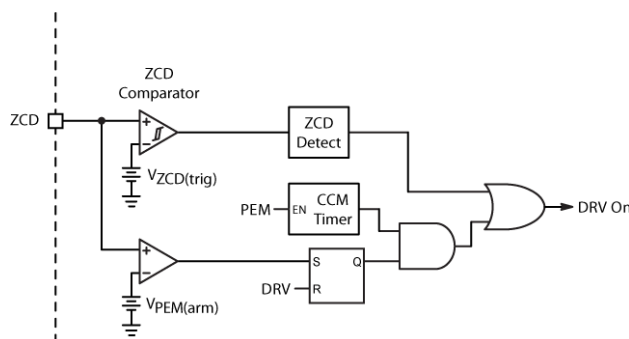 ZCD
Comparator
ZCD
+
−
VZCD(trig)
ZCD
Detect
PEM
EN
CCM
Timer
DRV On
+
−
VPEM(arm)
S
Q
DRV
R